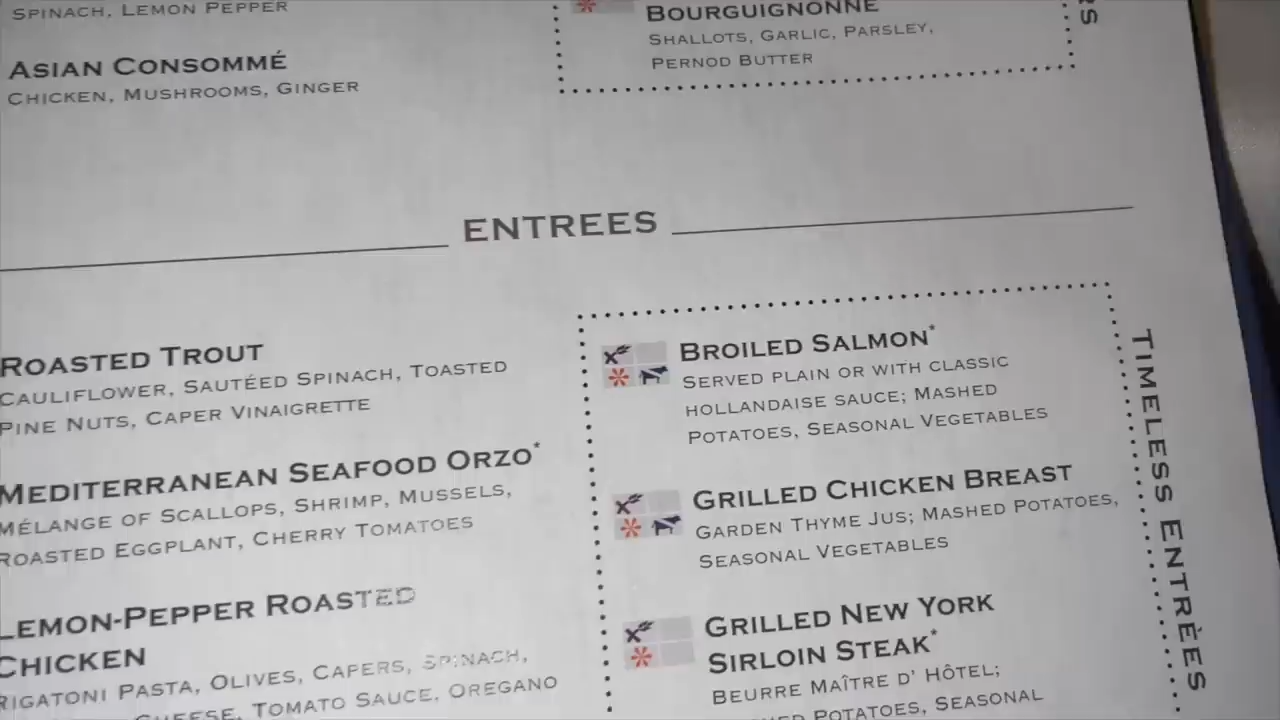 SPINACH, LEMON PEPPER
ASIAN CONSOMMÉ
CHICKEN, MUSHROOMS, GINGER
BOURGUIGNONNE
SHALLOTS, GARLIC, PARSLEY,
PERNOD BUTTER
RS
ENTREES
ROASTED TROUT
CAULIFLOWER, SAUTÉED SPINACH, TOASTED
PINE NUTS, CAPER VINAIGRETTE
MEDITERRANEAN SEAFOOD ORZO*
MÉLANGE OF SCALLOPS, SHRIMP, MUSSELS,
ROASTED EGGPLANT, CHERRY TOMATOES
LEMON-PEPPER ROASTED
CHICKEN
RIGATONI PASTA, OLIVES, CAPERS, SPINACH,
CHEESE, TOMATO SAUCE, OREGANO
BROILED SALMON*
SERVED PLAIN OR WITH CLASSIC
HOLLANDAISE SAUCE; MASHED
POTATOES, SEASONAL VEGETABLES
GRILLED CHICKEN BREAST
GARDEN THYME JUS; MASHED POTATOES,
SEASONAL VEGETABLES
GRILLED NEW YORK
SIRLOIN STEAK*
BEURRE MAÎTRE D' HÔTEL;
POTATOES, SEASONAL
TIMELESS ENTRÈES